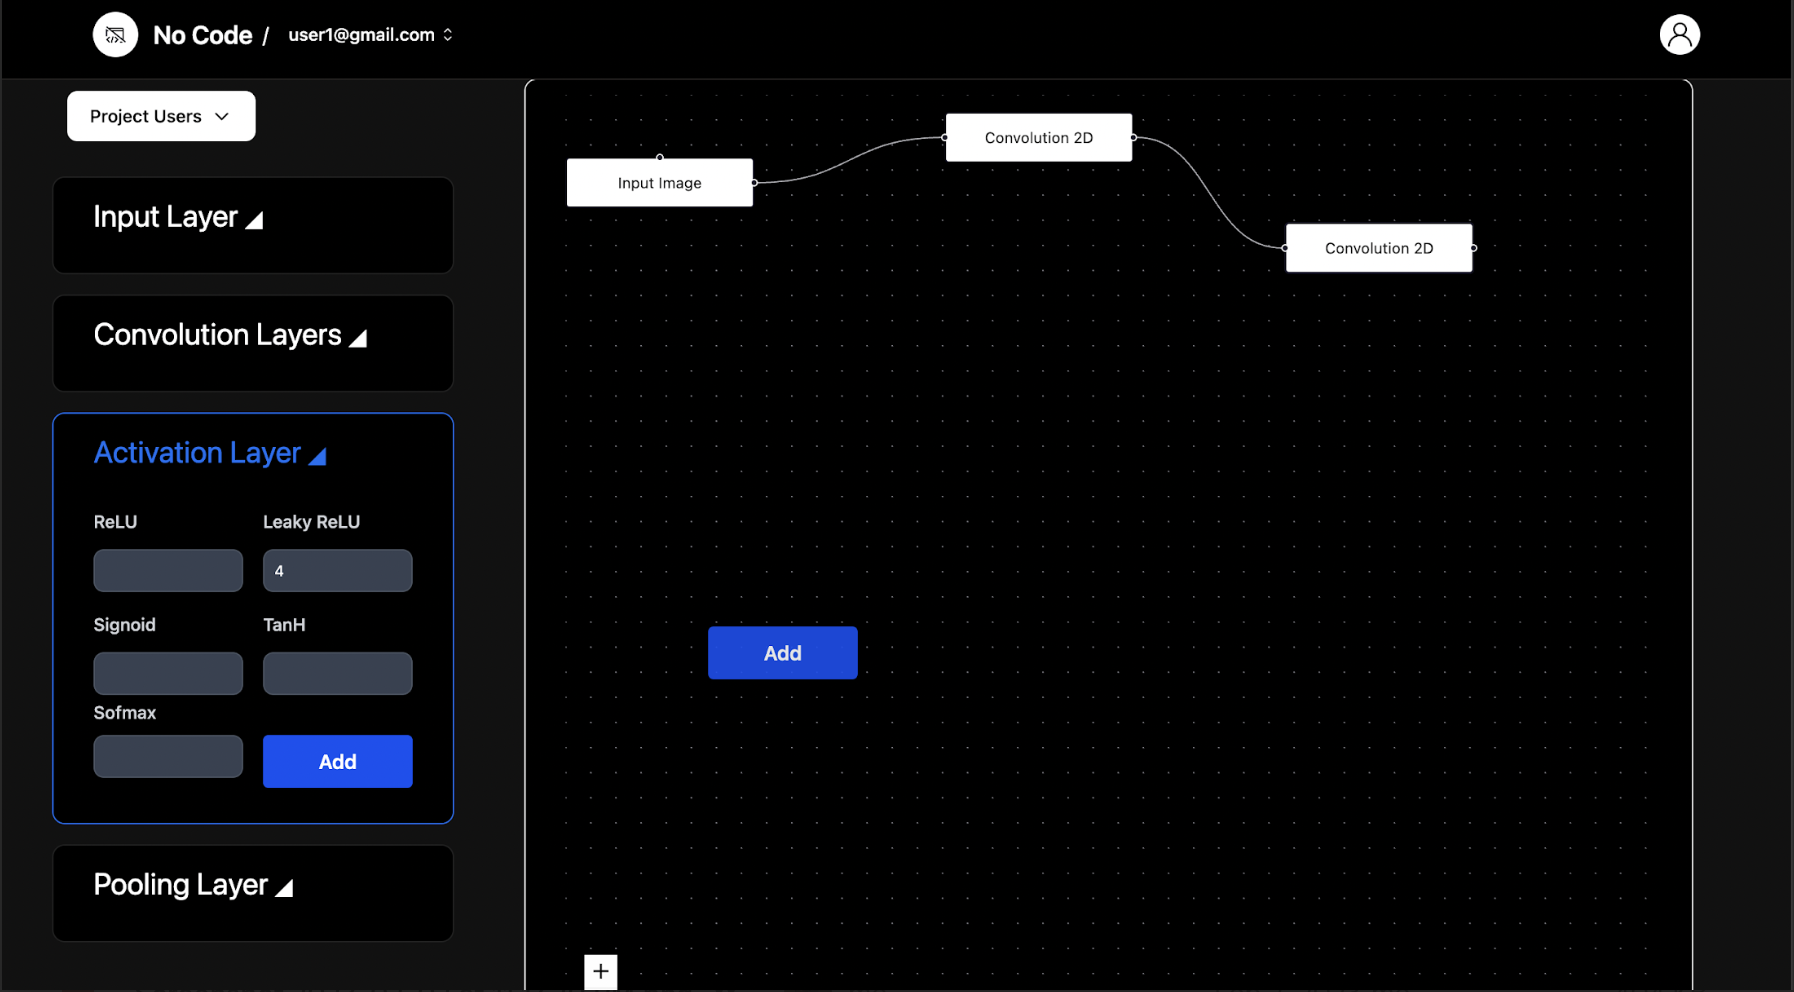 No Code / user1@gmail.com
Project Users
Input Layer
Convolution Layers
Activation Layer
ReLU Leaky ReLU
4
Signoid TanH
Sofmax
Add
Pooling Layer
Convolution 2D
Input Image
Convolution 2D
Add
+